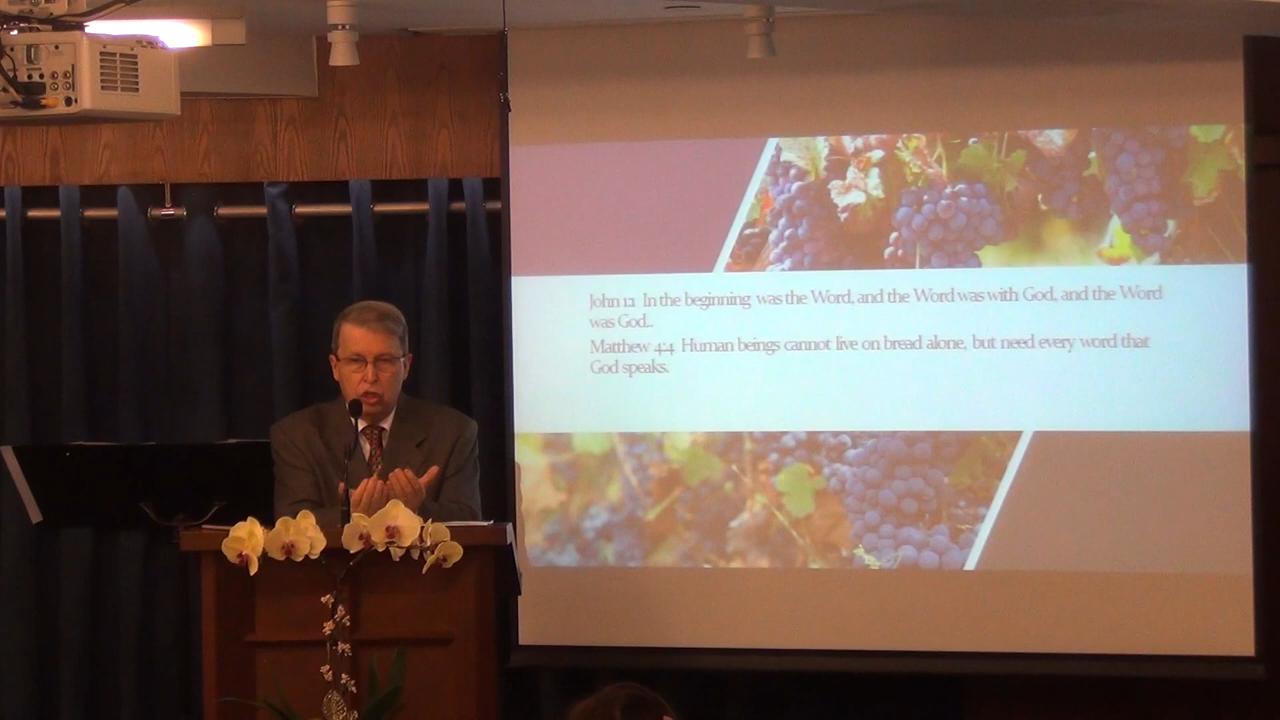 John 1:1 In the beginning was the Word, and the Word was with God, and the Word
was God..
Matthew 4:4 Human beings cannot live on bread alone, but need every word that
God speaks.